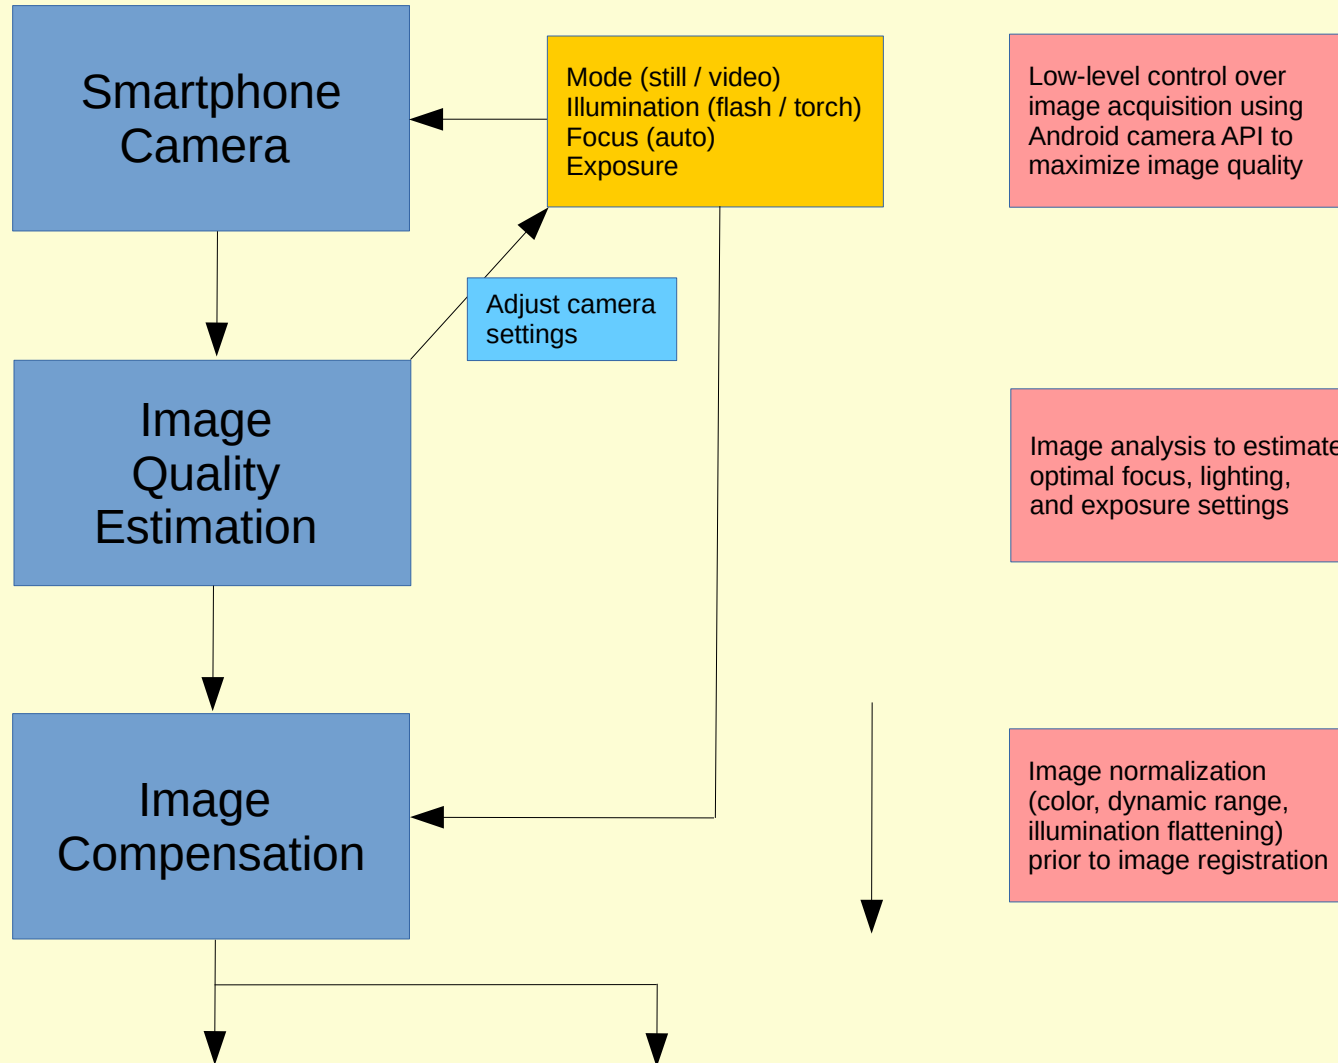 Smartphone
Camera
Mode (still / video)
Illumination (flash / torch)
Focus (auto)
Exposure
Low-level control over
image acquisition using
Android camera API to
maximize image quality
Adjust camera
settings
Image
Quality
Estimation
Image analysis to estimate
optimal focus, lighting,
and exposure settings
Image
Compensation
Image normalization
(color, dynamic range,
illumination flattening)
prior to image registration